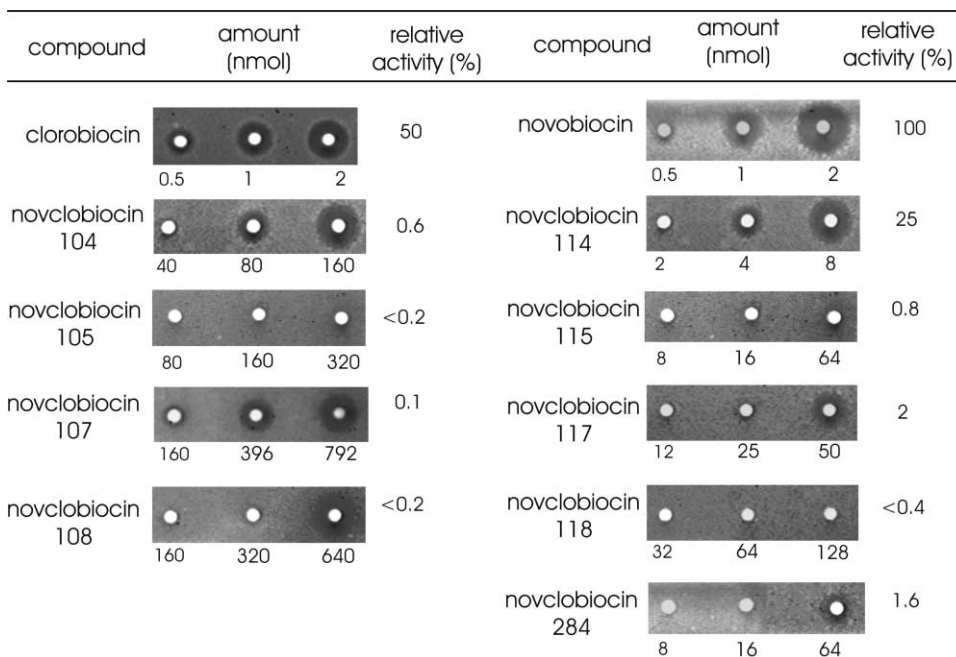 compound amount (nmol) relative activity (%)
clorobiocin 50
0.5 1 2
novclobiocin 104 0.6
40 80 160
novclobiocin 105 <0.2
80 160 320
novclobiocin 107 0.1
160 396 792
novclobiocin 108 <0.2
160 320 640
compound amount (nmol) relative activity (%)
novobiocin 100
0.5 1 2
novclobiocin 114 25
2 4 8
novclobiocin 115 0.8
8 16 64
novclobiocin 117 2
12 25 50
novclobiocin 118 <0.4
32 64 128
novclobiocin 284 1.6
8 16 64